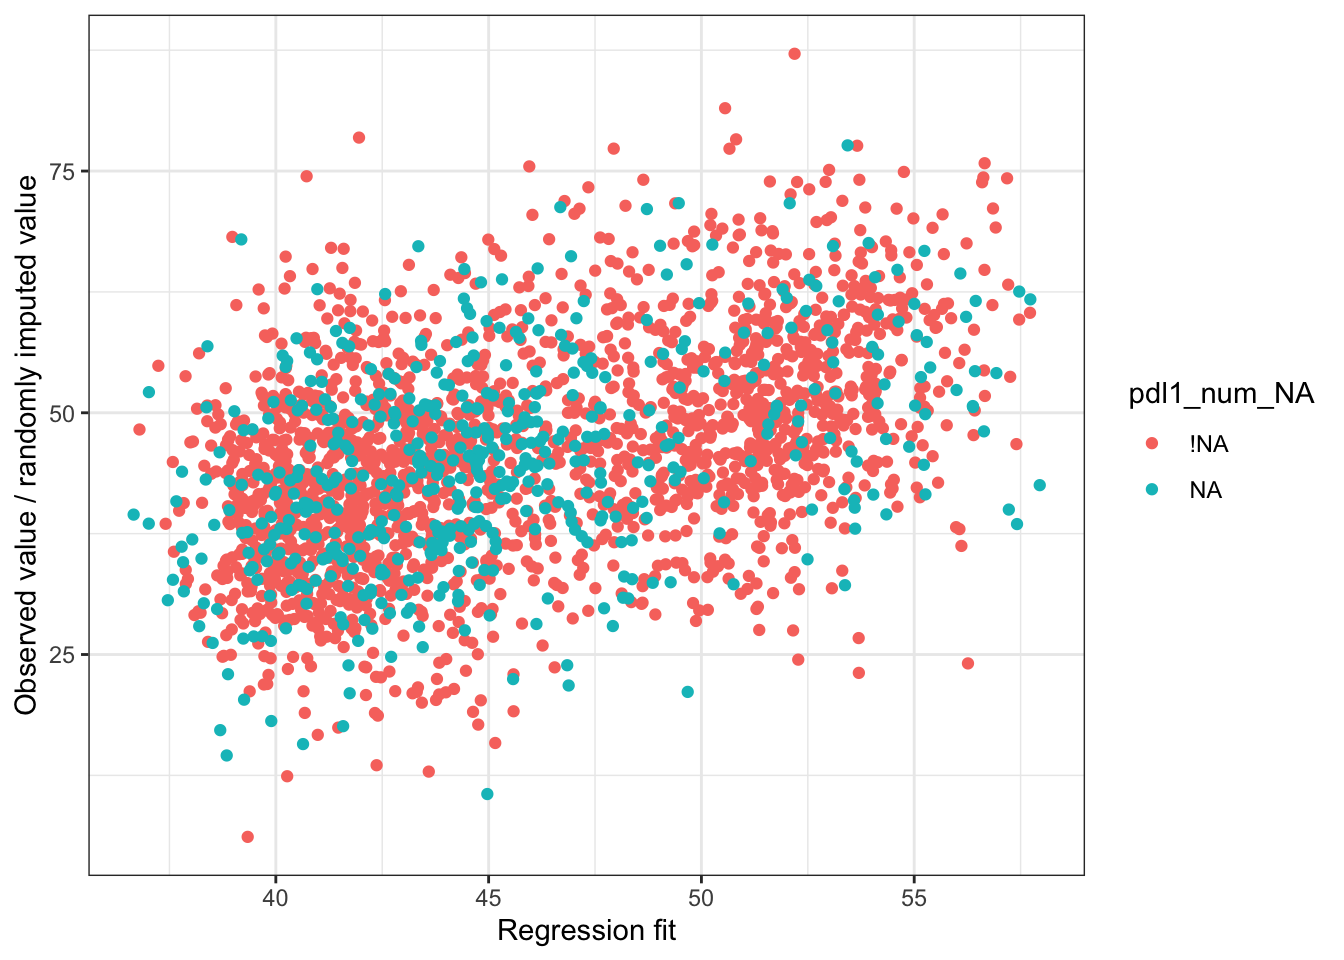 Observed value / randomly imputed value
75
50
25
40
45
50
55
Regression fit
pdl1_num_NA
!NA
NA